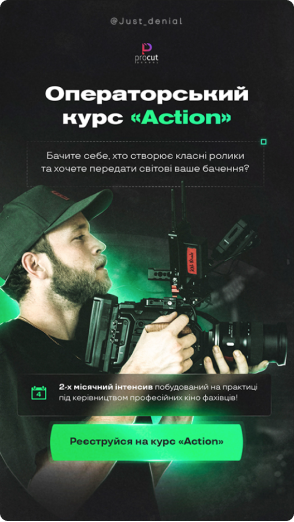 @Just_denial
procut
Операторський
курс «Action»
Бачите себе, хто створює класні ролики
та хочете передати світові ваше бачення?
4
2-х місячний інтенсив побудований на практиці
під керівництвом професійних кіно фахівців!
Реєструйся на курс «Action»